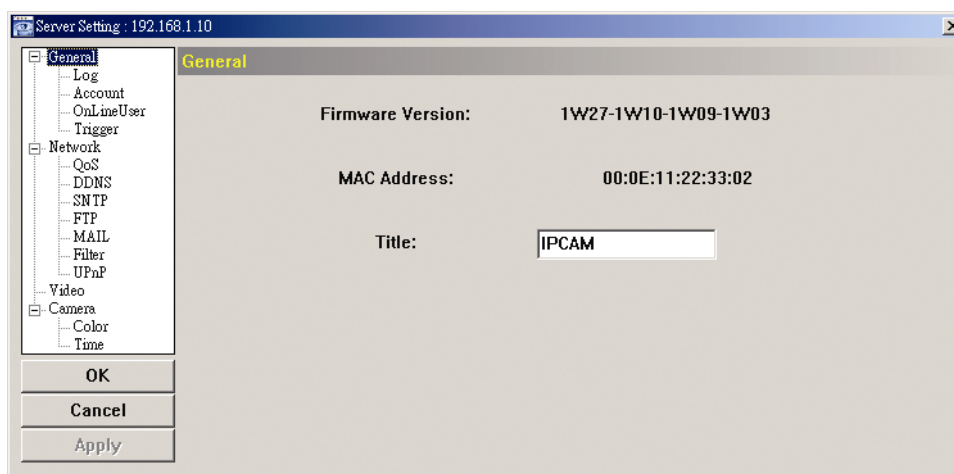 Server Setting : 192.168.1.10
General
Log
Account
OnLineUser
Trigger
Network
QoS
DDNS
SNTP
FTP
MAIL
Filter
UPnP
Video
Camera
Color
Time
OK
Cancel
Apply
General
Firmware Version: 1W27-1W10-1W09-1W03
MAC Address: 00:0E:11:22:33:02
Title: IPCAM